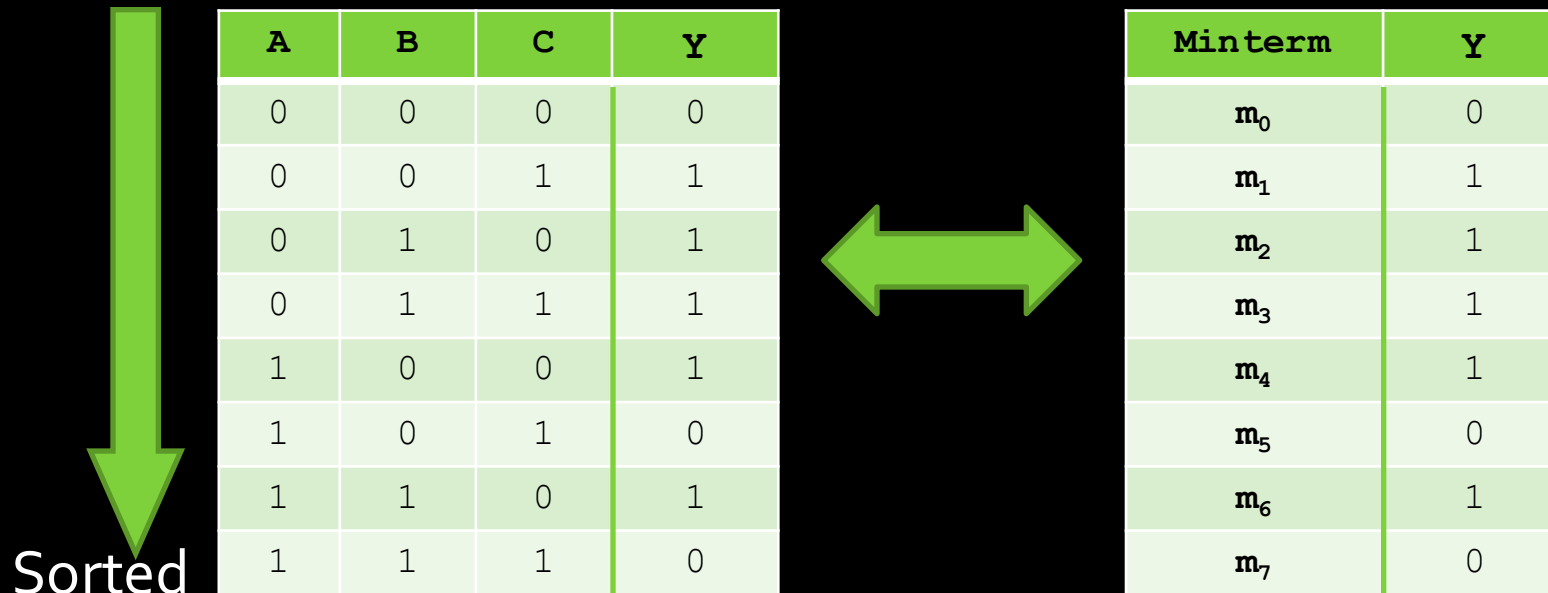 A B C Y Minterm Y
0 0 0 0 m₀ 0
0 0 1 1 m₁ 1
0 1 0 1 m₂ 1
0 1 1 1 m₃ 1
1 0 0 1 m₄ 1
1 0 1 0 m₅ 0
1 1 0 1 m₆ 1
1 1 1 0 m₇ 0
Sorted